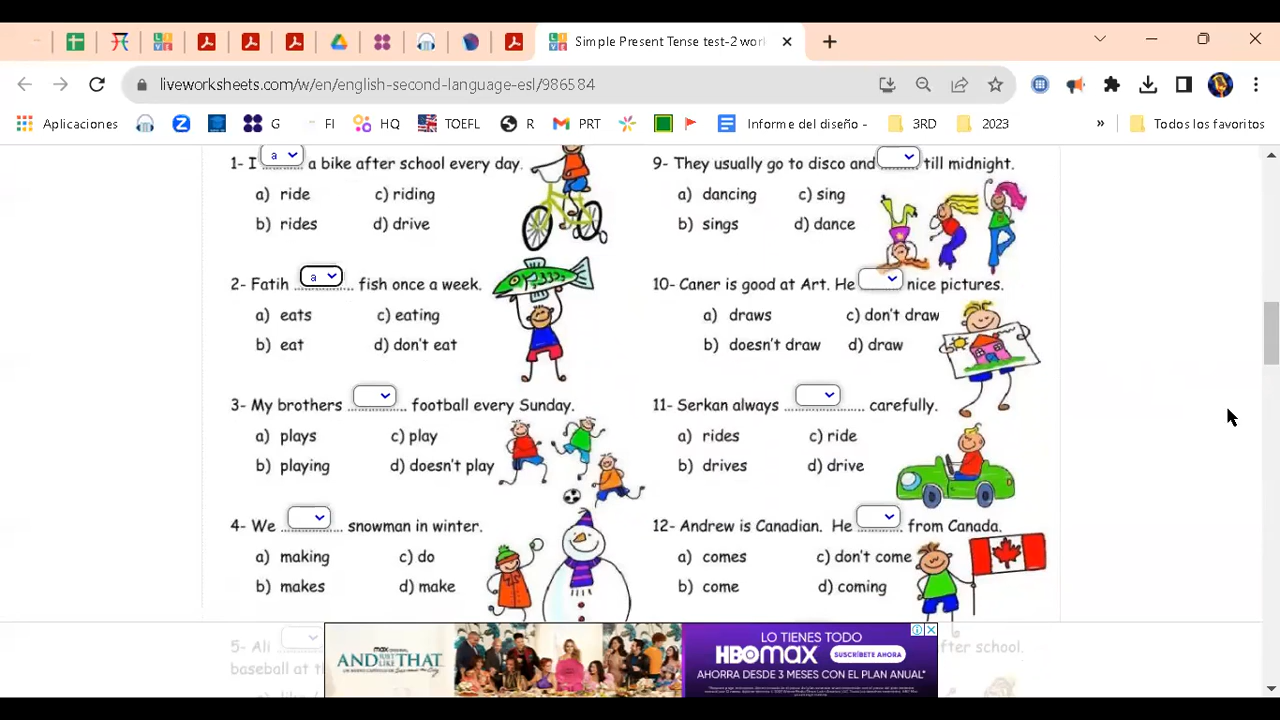 Simple Present Tense test-2 wor
liveworksheets.com/w/en/english-second-language-esl/986584
Aplicaciones
G
FI
HQ
TOEFL
R
PRT
Informe del diseño -
3RD
2023
»
Todos los favoritos
1- I a a bike after school every day.
a) ride c) riding
b) rides d) drive
2- Fatih a fish once a week.
a) eats c) eating
b) eat d) don't eat
3- My brothers football every Sunday.
a) plays c) play
b) playing d) doesn't play
4- We snowman in winter.
a) making c) do
b) makes d) make
5- Ali
baseball at t
9- They usually go to disco and till midnight.
a) dancing c) sing
b) sings d) dance
10- Caner is good at Art. He nice pictures.
a) draws c) don't draw
b) doesn't draw d) draw
11- Serkan always carefully.
a) rides c) ride
b) drives d) drive
12- Andrew is Canadian. He from Canada.
a) comes c) don't come
b) come d) coming
fter school.
max
AND JUST LIKE THAT
LO TIENES TODO
HBOmax
SUSCRÍBETE AHORA
AHORA DESDE 3 MESES CON EL PLAN ANUAL*